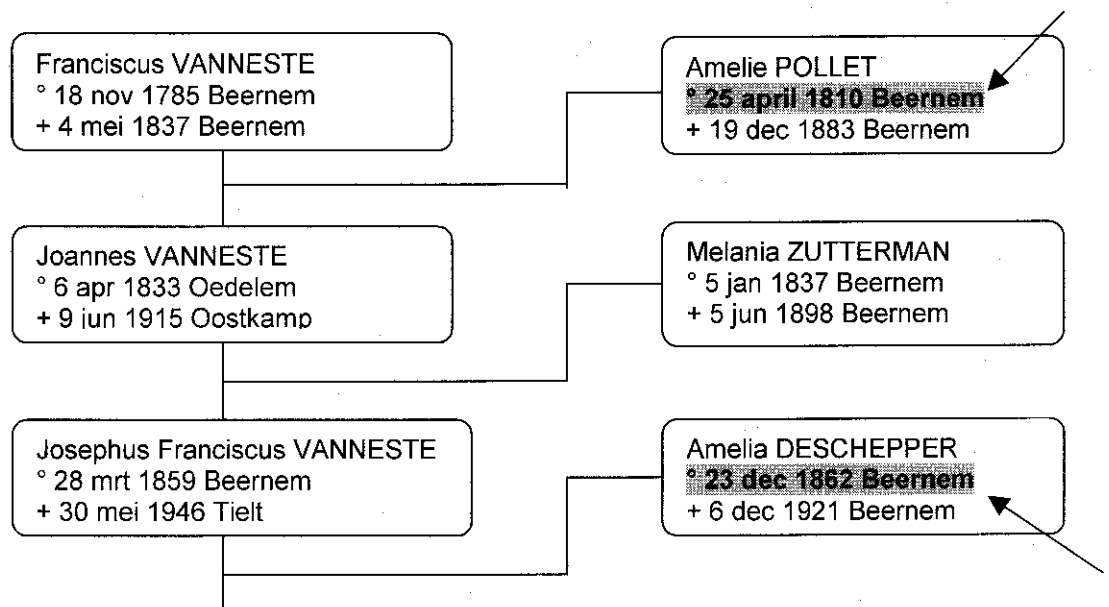 Franciscus VANNESTE
° 18 nov 1785 Beernem
+ 4 mei 1837 Beernem
Amelie POLLET
° 25 april 1810 Beernem
+ 19 dec 1883 Beernem
Joannes VANNESTE
° 6 apr 1833 Oedelem
+ 9 jun 1915 Oostkamp
Melania ZUTTERMAN
° 5 jan 1837 Beernem
+ 5 jun 1898 Beernem
Josephus Franciscus VANNESTE
° 28 mrt 1859 Beernem
+ 30 mei 1946 Tielt
Amelia DESCHEPPER
° 23 dec 1862 Beernem
+ 6 dec 1921 Beernem